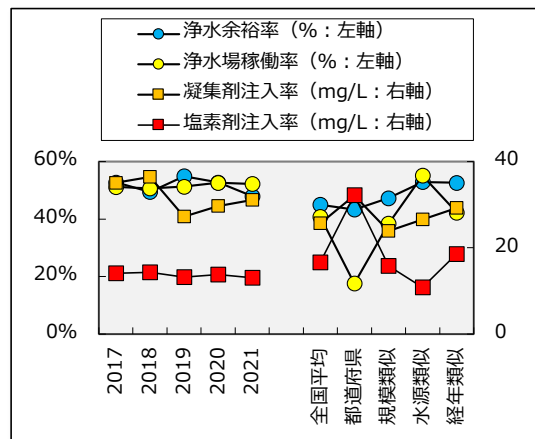 浄水余裕率（%：左軸）
浄水場稼働率（%：左軸）
凝集剤注入率（mg/L：右軸）
塩素剤注入率（mg/L：右軸）
60%
40%
20%
0%
40
20
0
2017
2018
2019
2020
2021
全国平均
都道府県
規模類似
水源類似
経年類似